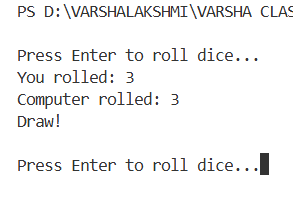 PS D:\VARSHALAKSHMI\VARSHA CLAS
Press Enter to roll dice...
You rolled: 3
Computer rolled: 3
Draw!
Press Enter to roll dice...